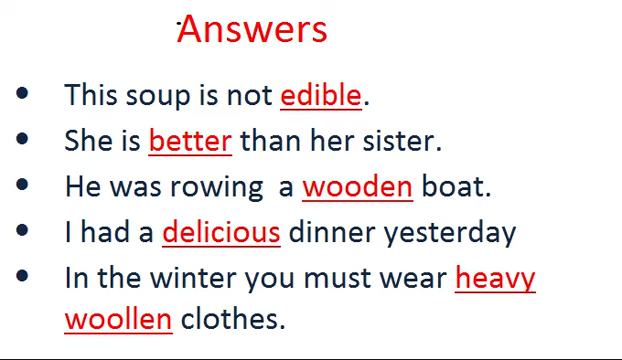 Answers
• This soup is not edible.
• She is better than her sister.
• He was rowing  a wooden boat.
• I had a delicious dinner yesterday
• In the winter you must wear heavy
woollen clothes.